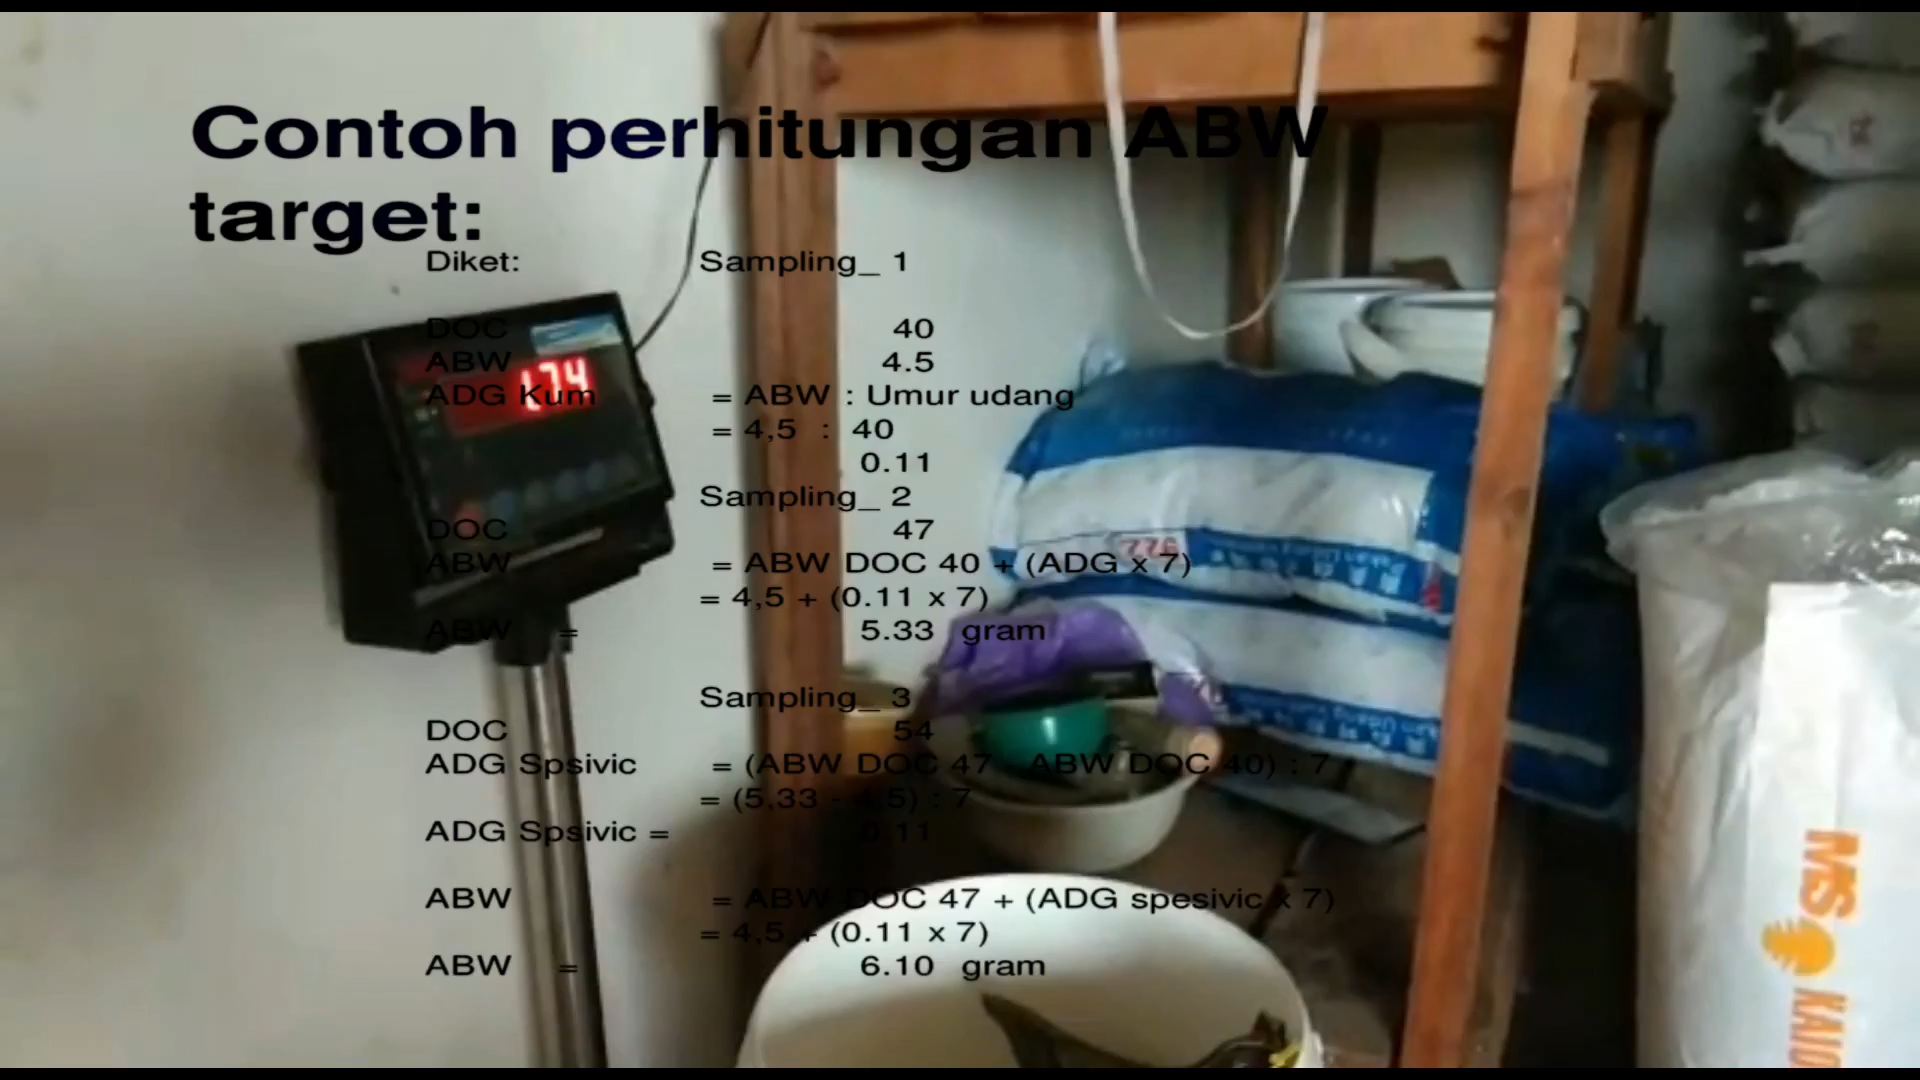 Contoh perhitungan ABW
target:
Diket: Sampling_ 1
DOC 40
ABW 4.5
ADG Kum = ABW : Umur udang
= 4,5 : 40
0.11
Sampling_ 2
DOC 47
ABW = ABW DOC 40 + (ADG x 7)
= 4,5 + (0.11 x 7)
ABW = 5.33 gram
Sampling_ 3
DOC 54
ADG Spsivic = (ABW DOC 47 - ABW DOC 40) : 7
= (5,33 - 4,5) : 7
ADG Spsivic = 0.11
ABW = ABW DOC 47 + (ADG spesivic x 7)
= 4,5 + (0.11 x 7)
ABW = 6.10 gram
174
922
MS
KAIO